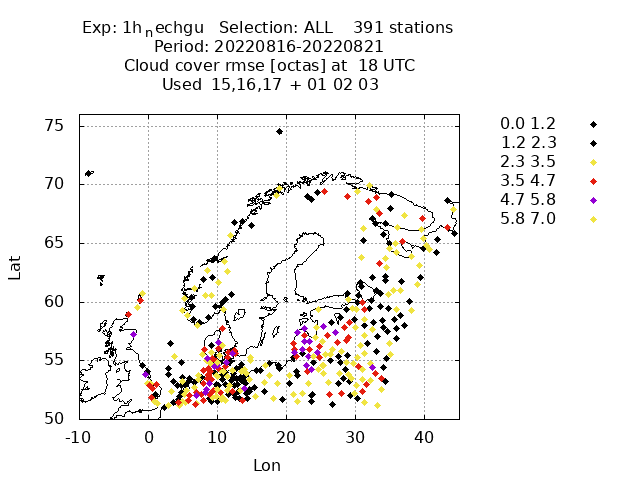 Exp: 1h_nechgu Selection: ALL 391 stations
Period: 20220816-20220821
Cloud cover rmse [octas] at 18 UTC
Used 15,16,17 + 01 02 03
75
70
65
60
55
50
-10 0 10 20 30 40
Lat
Lon
0.0 1.2
1.2 2.3
2.3 3.5
3.5 4.7
4.7 5.8
5.8 7.0